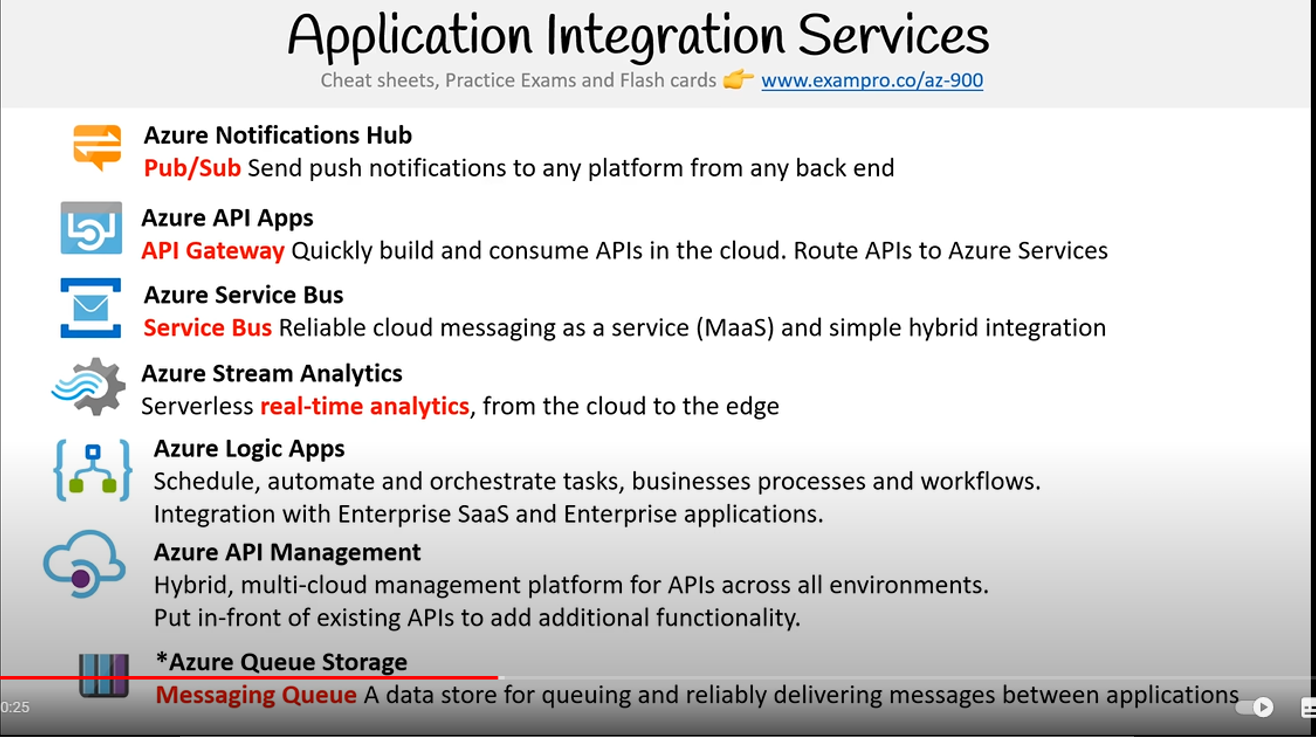 Application Integration Services
Cheat sheets, Practice Exams and Flash cards 👉 www.exampro.co/az-900
Azure Notifications Hub
Pub/Sub Send push notifications to any platform from any back end
Azure API Apps
API Gateway Quickly build and consume APIs in the cloud. Route APIs to Azure Services
Azure Service Bus
Service Bus Reliable cloud messaging as a service (MaaS) and simple hybrid integration
Azure Stream Analytics
Serverless real-time analytics, from the cloud to the edge
Azure Logic Apps
Schedule, automate and orchestrate tasks, businesses processes and workflows.
Integration with Enterprise SaaS and Enterprise applications.
Azure API Management
Hybrid, multi-cloud management platform for APIs across all environments.
Put in-front of existing APIs to add additional functionality.
*Azure Queue Storage
Messaging Queue A data store for queuing and reliably delivering messages between applications
0:25